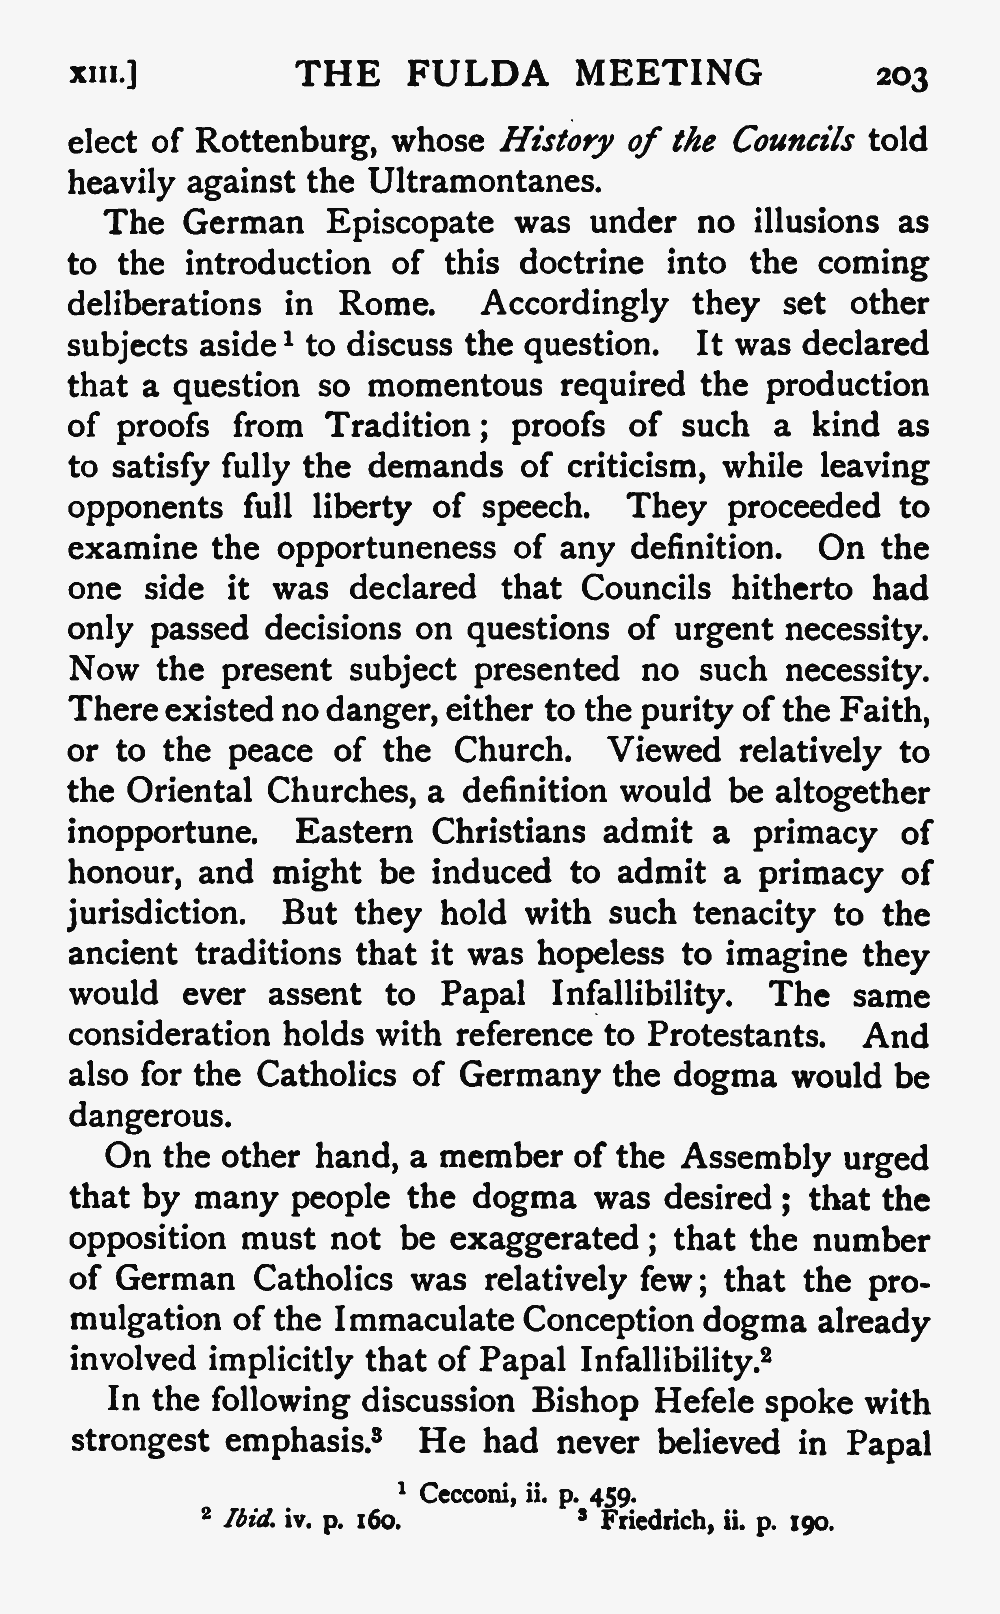 XIII.] THE FULDA MEETING 203
elect of Rottenburg, whose History of the Councils told
heavily against the Ultramontanes.
The German Episcopate was under no illusions as
to the introduction of this doctrine into the coming
deliberations in Rome. Accordingly they set other
subjects aside ¹ to discuss the question. It was declared
that a question so momentous required the production
of proofs from Tradition ; proofs of such a kind as
to satisfy fully the demands of criticism, while leaving
opponents full liberty of speech. They proceeded to
examine the opportuneness of any definition. On the
one side it was declared that Councils hitherto had
only passed decisions on questions of urgent necessity.
Now the present subject presented no such necessity.
There existed no danger, either to the purity of the Faith,
or to the peace of the Church. Viewed relatively to
the Oriental Churches, a definition would be altogether
inopportune. Eastern Christians admit a primacy of
honour, and might be induced to admit a primacy of
jurisdiction. But they hold with such tenacity to the
ancient traditions that it was hopeless to imagine they
would ever assent to Papal Infallibility. The same
consideration holds with reference to Protestants. And
also for the Catholics of Germany the dogma would be
dangerous.
On the other hand, a member of the Assembly urged
that by many people the dogma was desired ; that the
opposition must not be exaggerated ; that the number
of German Catholics was relatively few ; that the pro-
mulgation of the Immaculate Conception dogma already
involved implicitly that of Papal Infallibility.²
In the following discussion Bishop Hefele spoke with
strongest emphasis.³ He had never believed in Papal
¹ Cecconi, ii. p. 459.
² Ibid. iv. p. 160. ³ Friedrich, ii. p. 190.